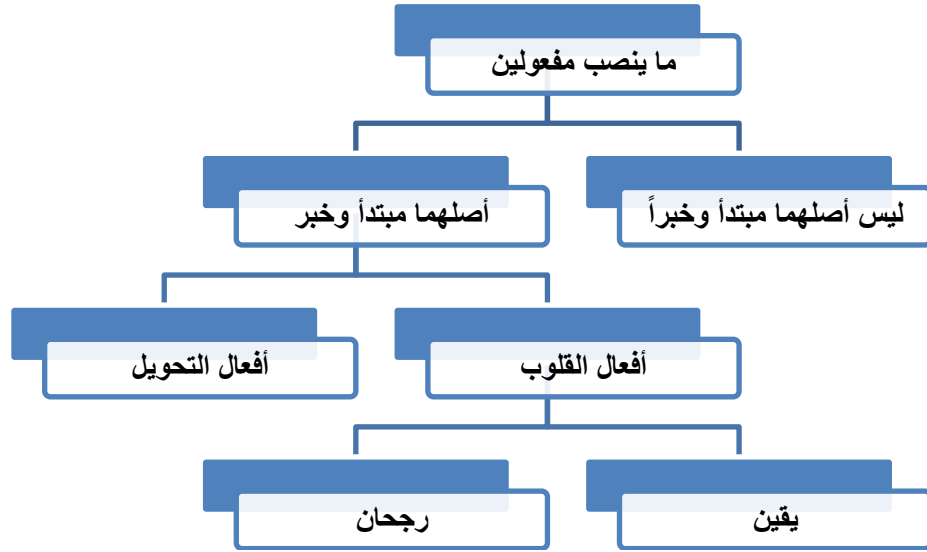 ما ينصب مفعولين
ليس أصلهما مبتدأ وخبراً
أصلهما مبتدأ وخبر
أفعال القلوب
أفعال التحويل
يقين
رجحان